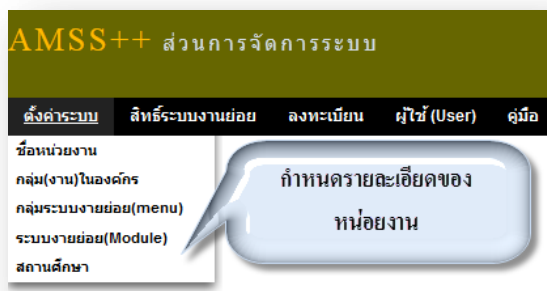 AMSS++ ส่วนการจัดการระบบ
ตั้งค่าระบบ สิทธิ์ระบบงานย่อย ลงทะเบียน ผู้ใช้ (User) คู่มือ
ชื่อหน่วยงาน
กลุ่ม(งาน)ในองค์กร
กลุ่มระบบงายย่อย(menu)
ระบบงายย่อย(Module)
สถานศึกษา
กำหนดรายละเอียดของ
หน่อยงาน